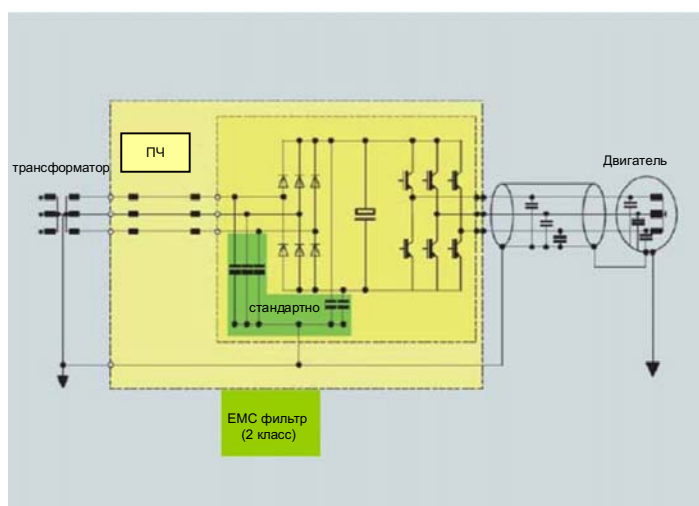 ПЧ
трансформатор
Двигатель
стандартно
EMC фильтр
(2 класс)